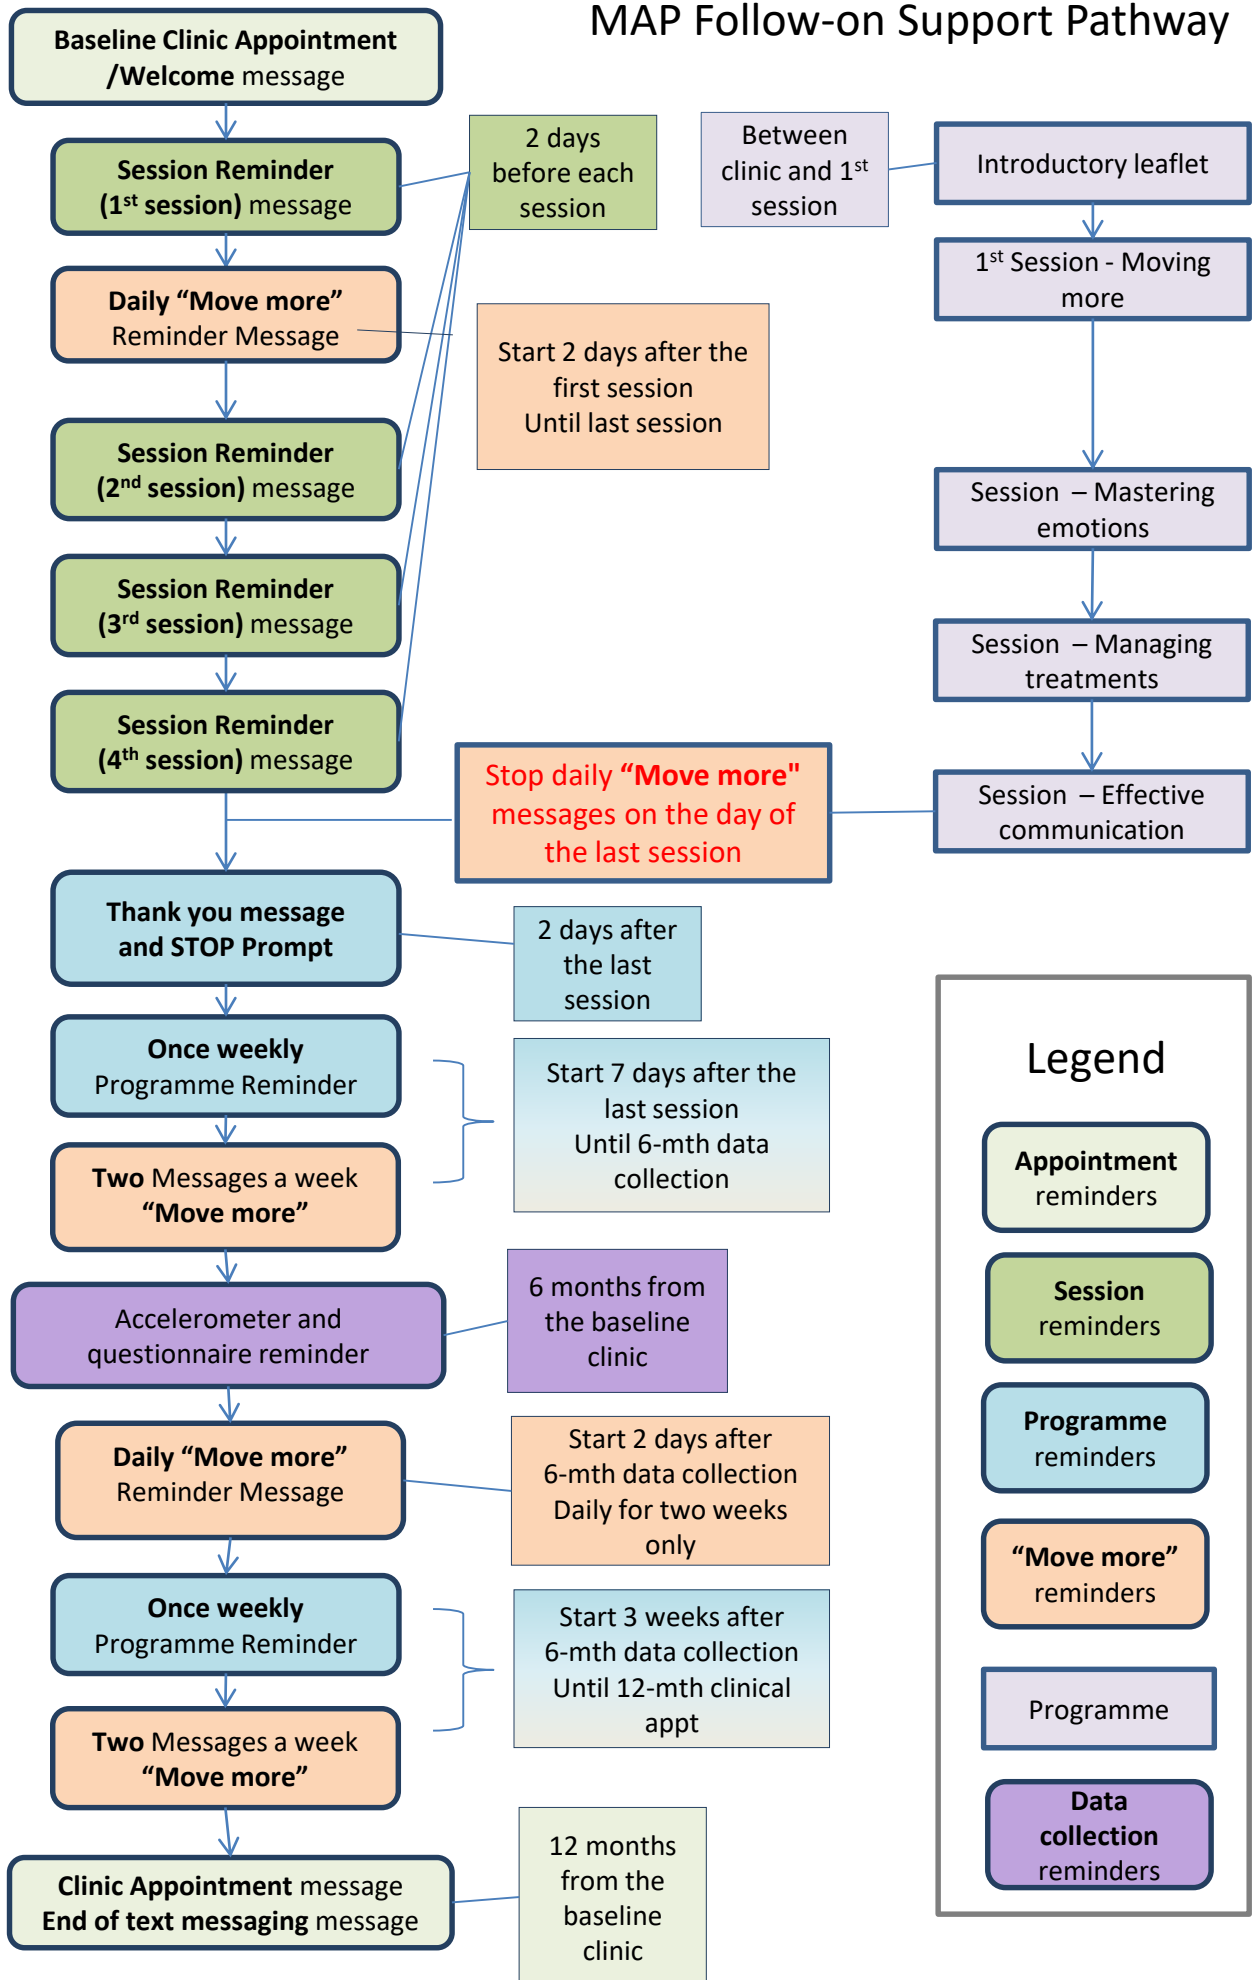 MAP Follow-on Support Pathway
Baseline Clinic Appointment
/Welcome message
Session Reminder
(1st session) message
2 days
before each
session
Between
clinic and 1st
session
Introductory leaflet
1st Session - Moving
more
Daily “Move more”
Reminder Message
Start 2 days after the
first session
Until last session
Session Reminder
(2nd session) message
Session – Mastering
emotions
Session Reminder
(3rd session) message
Session – Managing
treatments
Session Reminder
(4th session) message
Stop daily “Move more"
messages on the day of
the last session
Session – Effective
communication
Thank you message
and STOP Prompt
2 days after
the last
session
Once weekly
Programme Reminder
Start 7 days after the
last session
Until 6-mth data
collection
Two Messages a week
“Move more”
Accelerometer and
questionnaire reminder
6 months from
the baseline
clinic
Daily “Move more”
Reminder Message
Start 2 days after
6-mth data collection
Daily for two weeks
only
Once weekly
Programme Reminder
Start 3 weeks after
6-mth data collection
Until 12-mth clinical
appt
Two Messages a week
“Move more”
Clinic Appointment message
End of text messaging message
12 months
from the
baseline
clinic
Legend
Appointment
reminders
Session
reminders
Programme
reminders
“Move more”
reminders
Programme
Data
collection
reminders